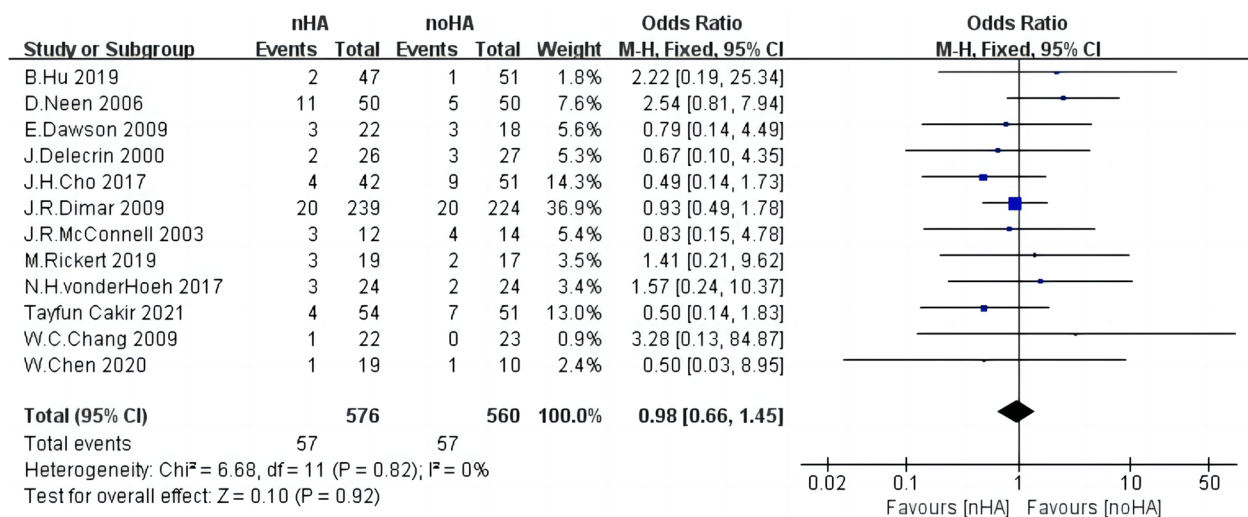 nHA noHA Odds Ratio Odds Ratio
Study or Subgroup Events Total Events Total Weight M-H, Fixed, 95% CI M-H, Fixed, 95% CI
B.Hu 2019 2 47 1 51 1.8% 2.22 [0.19, 25.34]
D.Neen 2006 11 50 5 50 7.6% 2.54 [0.81, 7.94]
E.Dawson 2009 3 22 3 18 5.6% 0.79 [0.14, 4.49]
J.Delecrin 2000 2 26 3 27 5.3% 0.67 [0.10, 4.35]
J.H.Cho 2017 4 42 9 51 14.3% 0.49 [0.14, 1.73]
J.R.Dimar 2009 20 239 20 224 36.9% 0.93 [0.49, 1.78]
J.R.McConnell 2003 3 12 4 14 5.4% 0.83 [0.15, 4.78]
M.Rickert 2019 3 19 2 17 3.5% 1.41 [0.21, 9.62]
N.H.vonderHoeh 2017 3 24 2 24 3.4% 1.57 [0.24, 10.37]
Tayfun Cakir 2021 4 54 7 51 13.0% 0.50 [0.14, 1.83]
W.C.Chang 2009 1 22 0 23 0.9% 3.28 [0.13, 84.87]
W.Chen 2020 1 19 1 10 2.4% 0.50 [0.03, 8.95]
Total (95% CI) 576 560 100.0% 0.98 [0.66, 1.45]
Total events 57 57
Heterogeneity: Chi² = 6.68, df = 11 (P = 0.82); I² = 0%
Test for overall effect: Z = 0.10 (P = 0.92)
0.02 0.1 1 10 50
Favours [nHA] Favours [noHA]